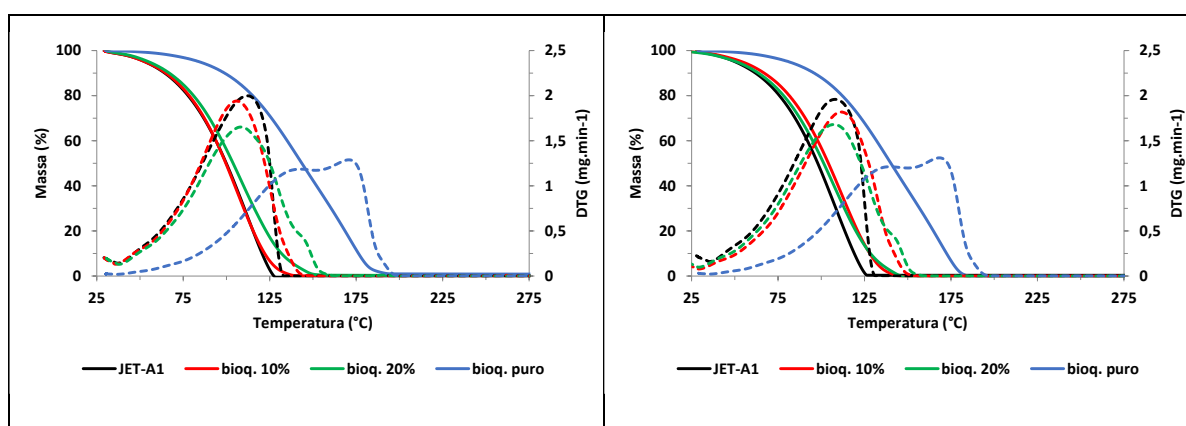 100
80
60
40
20
0
Massa (%)
2,5
2
1,5
1
0,5
0
DTG (mg.min-1)
25 75 125 175 225 275
Temperatura (°C)
JET-A1 bioq. 10% bioq. 20% bioq. puro
100
80
60
40
20
0
Massa (%)
2,5
2
1,5
1
0,5
0
DTG (mg.min-1)
25 75 125 175 225 275
Temperatura (°C)
JET-A1 bioq. 10% bioq. 20% bioq. puro